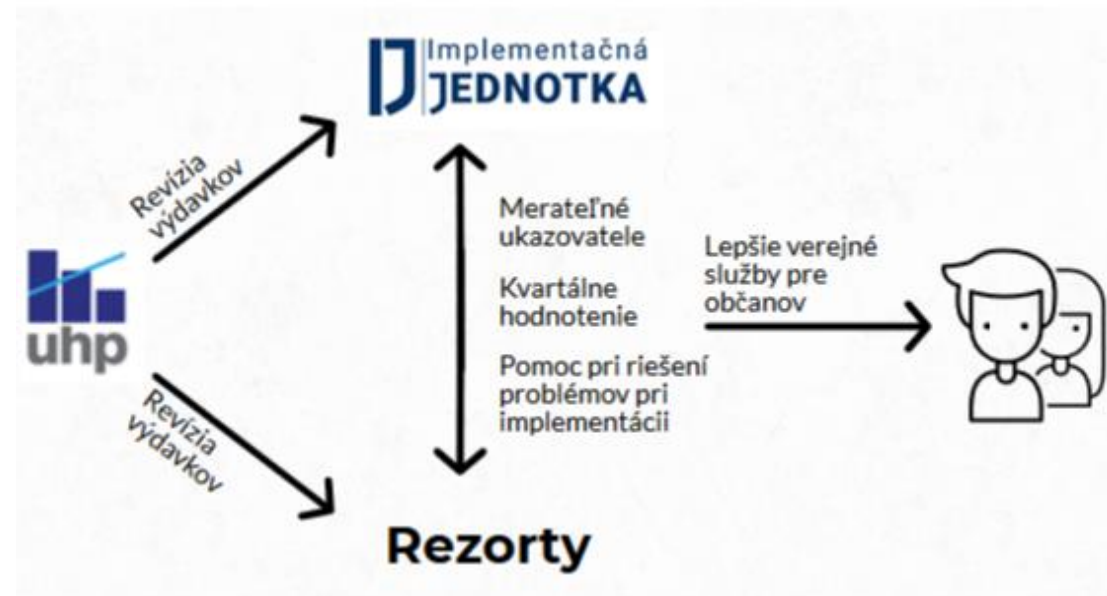 Implementačná
JEDNOTKA
Revízia
výdavkov
uhp
Merateľné
ukazovatele
Kvartálne
hodnotenie
Pomoc pri riešení
problémov pri
implementácii
Lepšie verejné
služby pre
občanov
Revízia
výdavkov
Rezorty